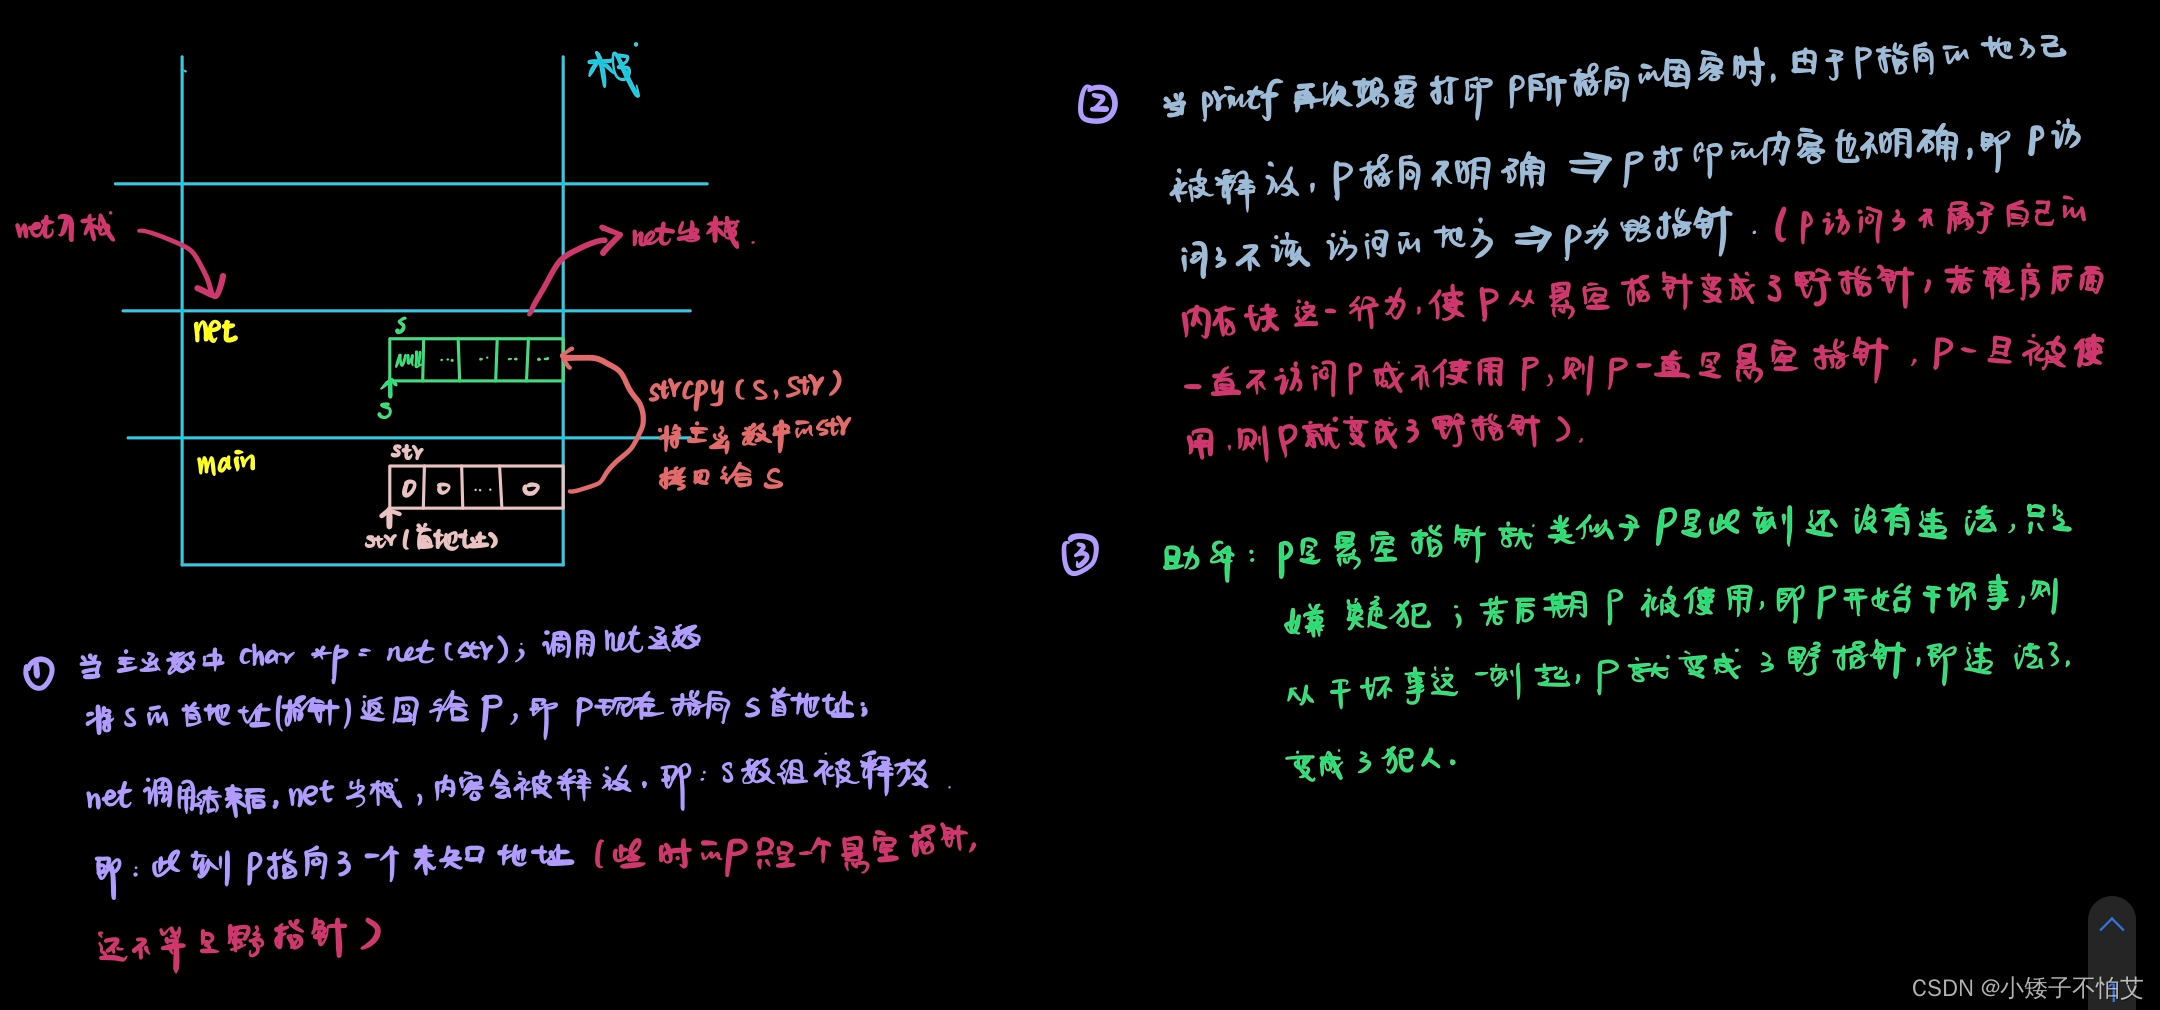 栈
net入栈
net出栈.
net
s
NULL ... .. .. ..
s
strcpy(s,str)
将主函数中的str
拷贝给s
main
str
0 0 ... 0
str(首地址)
① 当主函数中char *p = net(str); 调用net函数
将s的首地址(指针)返回给P, 即P现在指向s首地址;
net调用结束后, net出栈, 内容会被释放. 即: s数组被释放.
即: 此刻P指向了一个未知地址(此时的P只是一个悬空指针,
还不算是野指针)
② 当printf再次想要打印P所指向的内容时, 由于P指向的地方已
被释放, P指向不明确 ⇒ P打印的内容也不明确, 即P访
问了不该访问的地方 ⇒ P为野指针. (P访问了不属于自己的
内存块这一行为, 使P从悬空指针变成了野指针, 若程序后面
一直不访问P或不使用P, 则P一直是悬空指针, P一旦被使
用, 则P就变成了野指针).
③ 助解: P是悬空指针就类似于P是此刻还没有违法, 只是
嫌疑犯; 若后期P被使用, 即P开始干坏事, 则
从干坏事这一刻起, P就变成了野指针, 即违法了.
变成了犯人.
CSDN @小矮子不怕艾